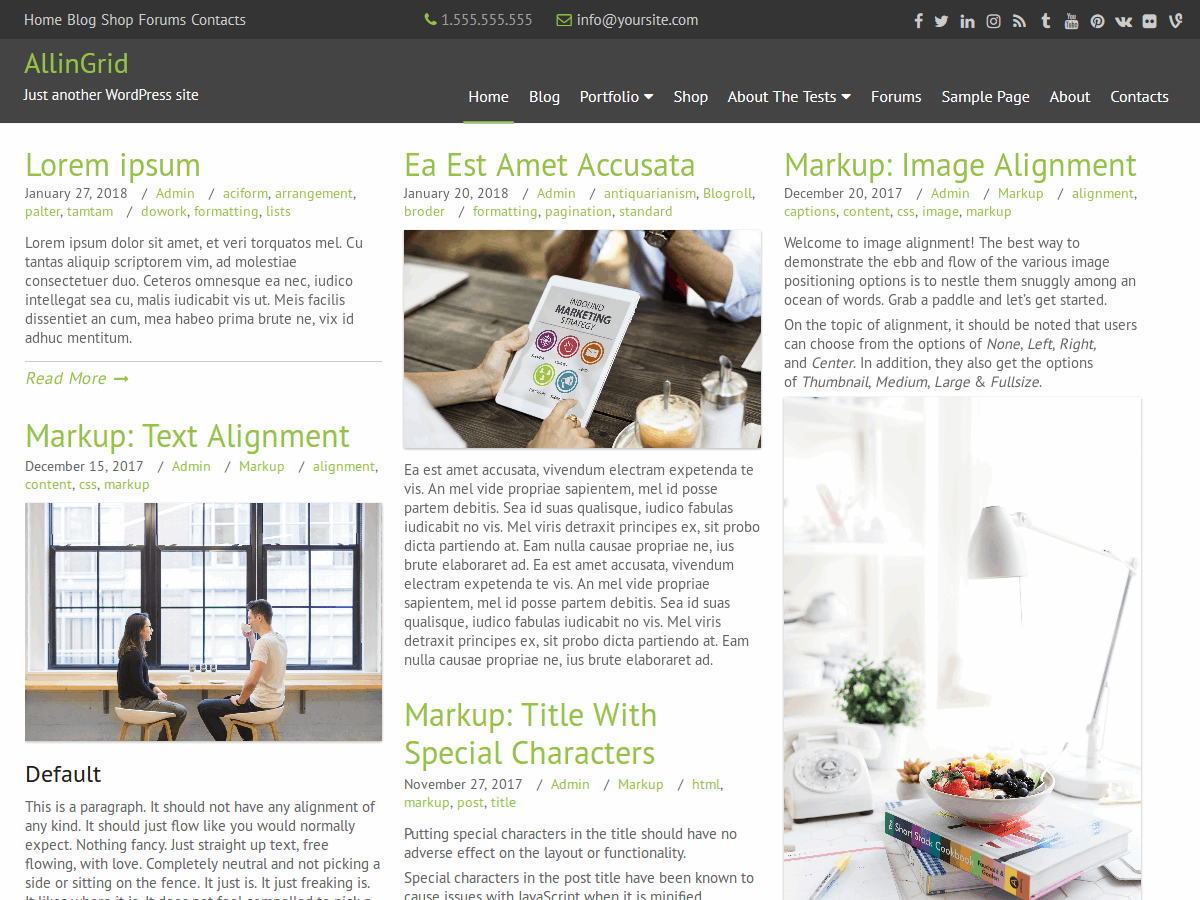 Home Blog Shop Forums Contacts
1.555.555.555
info@yoursite.com
AllinGrid
Just another WordPress site
Home Blog Portfolio Shop About The Tests Forums Sample Page About Contacts
Lorem ipsum
January 27, 2018 / Admin / aciform, arrangement,
palter, tamtam / dowork, formatting, lists
Lorem ipsum dolor sit amet, et veri torquatos mel. Cu
tantas aliquip scriptorem vim, ad molestiae
consectetuer duo. Ceteros omnesque ea nec, iudico
intellegat sea cu, malis iudicabit vis ut. Meis facilis
dissentiet an cum, mea habeo prima brute ne, vix id
adhuc mentitum.
Read More
Markup: Text Alignment
December 15, 2017 / Admin / Markup / alignment,
content, css, markup
Default
This is a paragraph. It should not have any alignment of
any kind. It should just flow like you would normally
expect. Nothing fancy. Just straight up text, free
flowing, with love. Completely neutral and not picking a
side or sitting on the fence. It just is. It just freaking is.
It likes where it is. It does not feel compelled to pick a
Ea Est Amet Accusata
January 20, 2018 / Admin / antiquarianism, Blogroll,
broder / formatting, pagination, standard
INBOUND
MARKETING
STRATEGY
Ea est amet accusata, vivendum electram expetenda te
vis. An mel vide propriae sapientem, mel id posse
partem debitis. Sea id suas qualisque, iudico fabulas
iudicabit no vis. Mel viris detraxit principes ex, sit probo
dicta partiendo at. Eam nulla causae propriae ne, ius
brute elaboraret ad. Ea est amet accusata, vivendum
electram expetenda te vis. An mel vide propriae
sapientem, mel id posse partem debitis. Sea id suas
qualisque, iudico fabulas iudicabit no vis. Mel viris
detraxit principes ex, sit probo dicta partiendo at. Eam
nulla causae propriae ne, ius brute elaboraret ad.
Markup: Title With
Special Characters
November 27, 2017 / Admin / Markup / html,
markup, post, title
Putting special characters in the title should have no
adverse effect on the layout or functionality.
Special characters in the post title have been known to
cause issues with JavaScript when it is minified
Markup: Image Alignment
December 20, 2017 / Admin / Markup / alignment,
captions, content, css, image, markup
Welcome to image alignment! The best way to
demonstrate the ebb and flow of the various image
positioning options is to nestle them snuggly among an
ocean of words. Grab a paddle and let's get started.
On the topic of alignment, it should be noted that users
can choose from the options of None, Left, Right,
and Center. In addition, they also get the options
of Thumbnail, Medium, Large & Fullsize.
Short Stack Cookbook